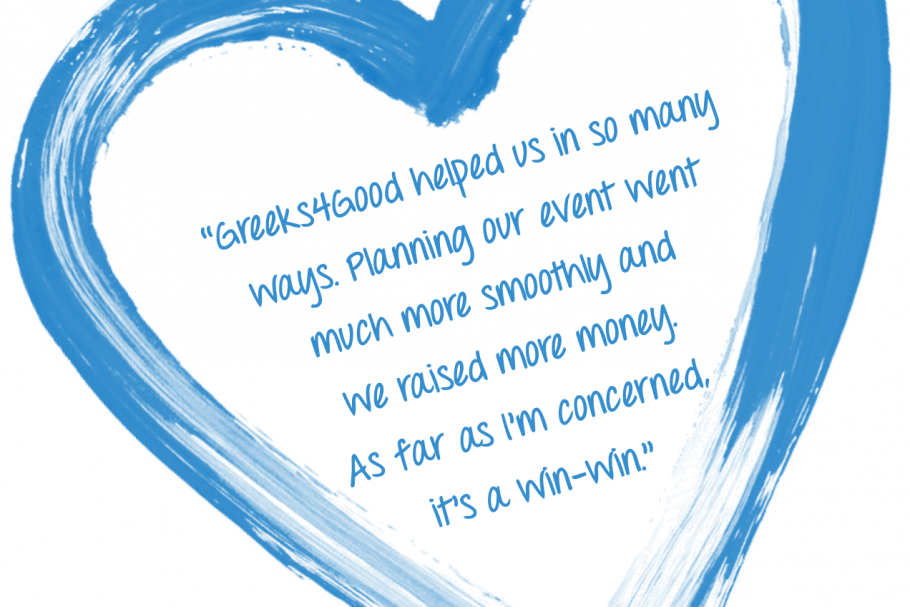 “Greeks4Good helped us in so many
ways. Planning our event went
much more smoothly and
we raised more money.
As far as I'm concerned,
it's a win-win.”